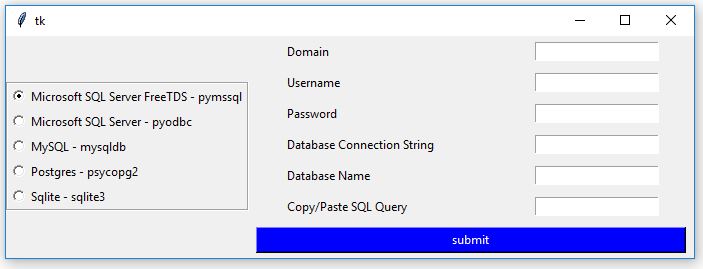 tk
Microsoft SQL Server FreeTDS - pymssql
Microsoft SQL Server - pyodbc
MySQL - mysqldb
Postgres - psycopg2
Sqlite - sqlite3
Domain
Username
Password
Database Connection String
Database Name
Copy/Paste SQL Query
submit